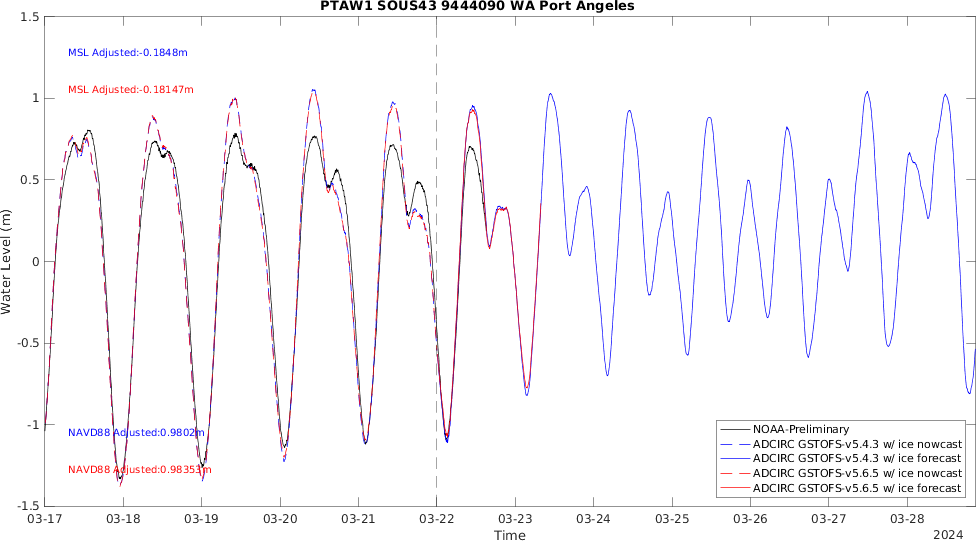 PTAW1 SOUS43 9444090 WA Port Angeles
1.5
1
0.5
0
-0.5
-1
-1.5
Water Level (m)
MSL Adjusted:-0.1848m
MSL Adjusted:-0.18147m
NAVD88 Adjusted:0.9802m
NAVD88 Adjusted:0.98353m
NOAA-Preliminary
ADCIRC GSTOFS-v5.4.3 w/ ice nowcast
ADCIRC GSTOFS-v5.4.3 w/ ice forecast
ADCIRC GSTOFS-v5.6.5 w/ ice nowcast
ADCIRC GSTOFS-v5.6.5 w/ ice forecast
03-17 03-18 03-19 03-20 03-21 03-22 03-23 03-24 03-25 03-26 03-27 03-28
Time
2024